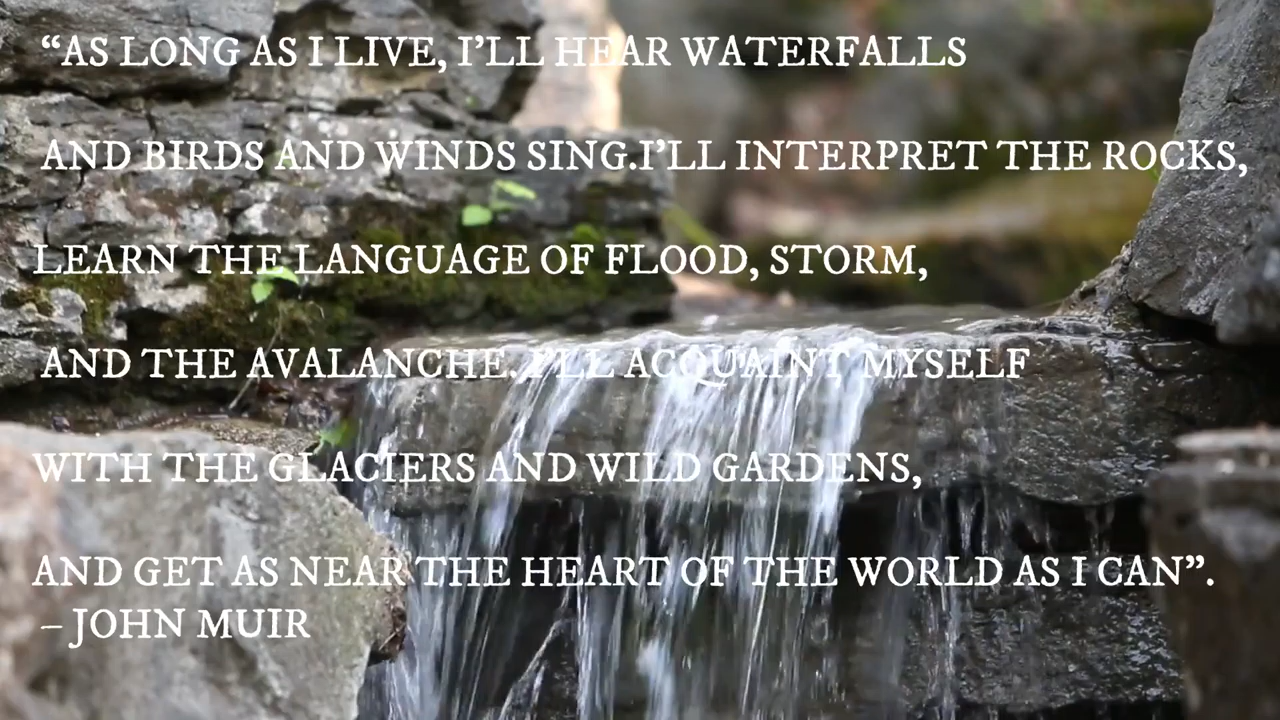 “AS LONG AS I LIVE, I’LL HEAR WATERFALLS
AND BIRDS AND WINDS SING.I’LL INTERPRET THE ROCKS,
LEARN THE LANGUAGE OF FLOOD, STORM,
AND THE AVALANCHE. I’LL ACQUAINT MYSELF
WITH THE GLACIERS AND WILD GARDENS,
AND GET AS NEAR THE HEART OF THE WORLD AS I CAN”.
– JOHN MUIR